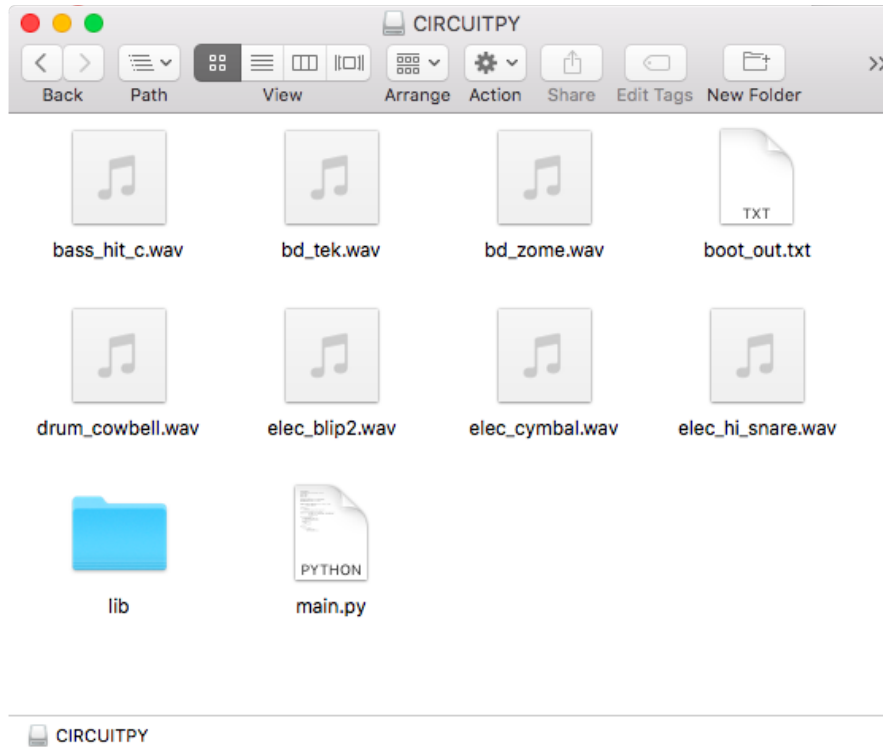 CIRCUITPY
Back Path View Arrange Action Share Edit Tags New Folder
TXT
bass_hit_c.wav bd_tek.wav bd_zome.wav boot_out.txt
drum_cowbell.wav elec_blip2.wav elec_cymbal.wav elec_hi_snare.wav
PYTHON
lib main.py
CIRCUITPY